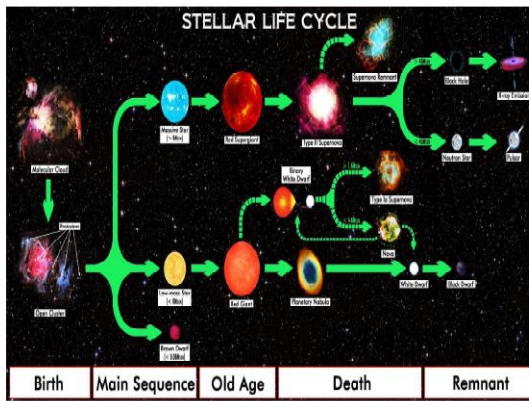 STELLAR LIFE CYCLE
Supernova Remnant
Black Hole
X-ray Emission
Massive Star
Red Supergiant
Type II Supernova
Molecular Cloud
Neutron Star
Pulsar
Binary
White Dwarf
Type Ia Supernova
Protostars
Nova
Open Cluster
Low-mass Star
Red Giant
Planetary Nebula
White Dwarf
Black Dwarf
Brown Dwarf
Birth
Main Sequence
Old Age
Death
Remnant